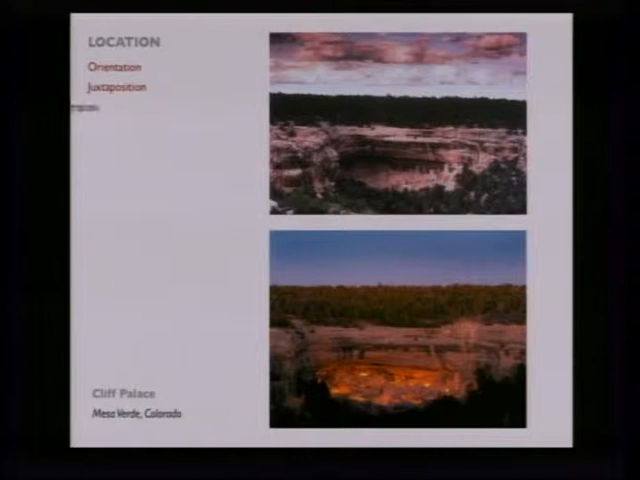 LOCATION
Orientation
Juxtaposition
Cliff Palace
Mesa Verde, Colorado